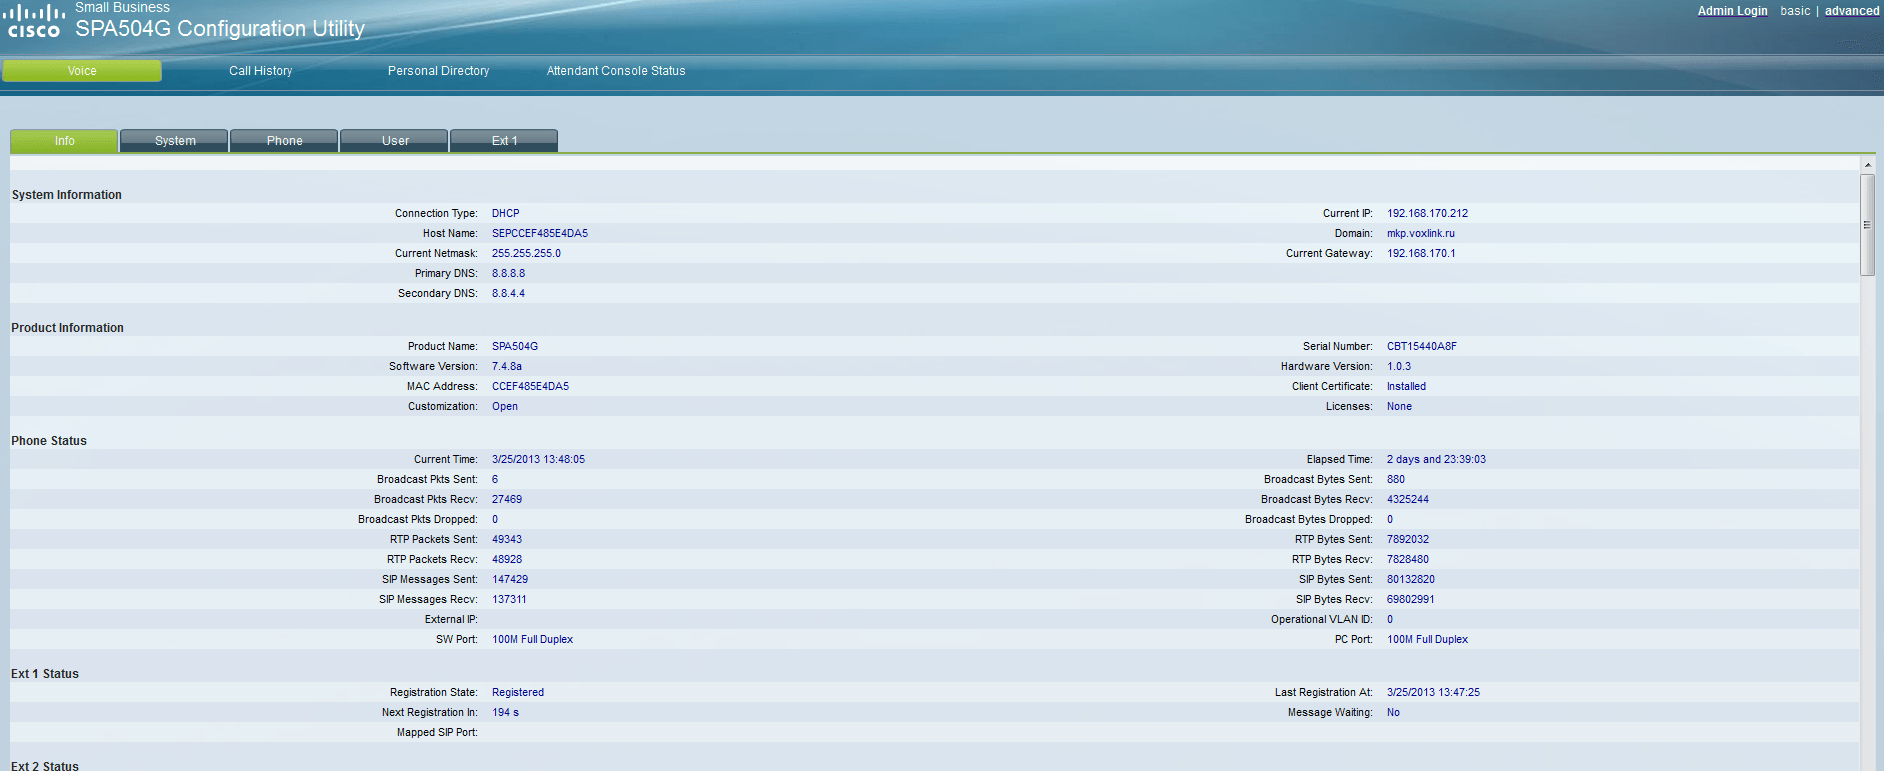 Small Business
cisco SPA504G Configuration Utility
Admin Login basic | advanced
Voice Call History Personal Directory Attendant Console Status
Info System Phone User Ext 1
System Information
Connection Type: DHCP Current IP: 192.168.170.212
Host Name: SEPCCEF485E4DA5 Domain: mkp.voxlink.ru
Current Netmask: 255.255.255.0 Current Gateway: 192.168.170.1
Primary DNS: 8.8.8.8
Secondary DNS: 8.8.4.4
Product Information
Product Name: SPA504G Serial Number: CBT15440A8F
Software Version: 7.4.8a Hardware Version: 1.0.3
MAC Address: CCEF485E4DA5 Client Certificate: Installed
Customization: Open Licenses: None
Phone Status
Current Time: 3/25/2013 13:48:05 Elapsed Time: 2 days and 23:39:03
Broadcast Pkts Sent: 6 Broadcast Bytes Sent: 880
Broadcast Pkts Recv: 27469 Broadcast Bytes Recv: 4325244
Broadcast Pkts Dropped: 0 Broadcast Bytes Dropped: 0
RTP Packets Sent: 49343 RTP Bytes Sent: 7892032
RTP Packets Recv: 48928 RTP Bytes Recv: 7828480
SIP Messages Sent: 147429 SIP Bytes Sent: 80132820
SIP Messages Recv: 137311 SIP Bytes Recv: 69802991
External IP: Operational VLAN ID: 0
SW Port: 100M Full Duplex PC Port: 100M Full Duplex
Ext 1 Status
Registration State: Registered Last Registration At: 3/25/2013 13:47:25
Next Registration In: 194 s Message Waiting: No
Mapped SIP Port:
Ext 2 Status